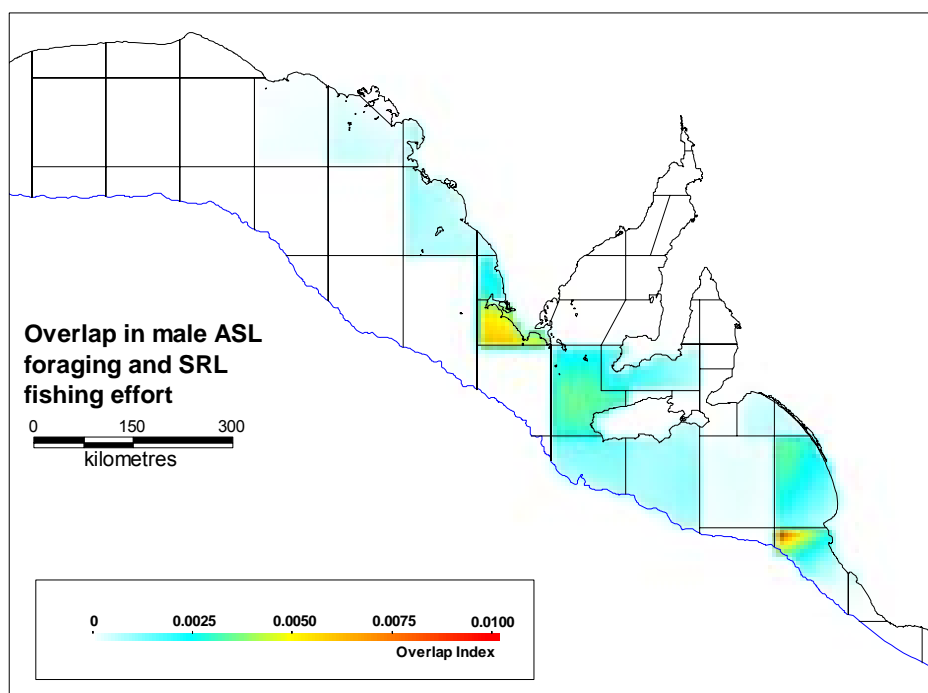 Overlap in male ASL
foraging and SRL
fishing effort
0 150 300
kilometres
0 0.0025 0.0050 0.0075 0.0100
Overlap Index